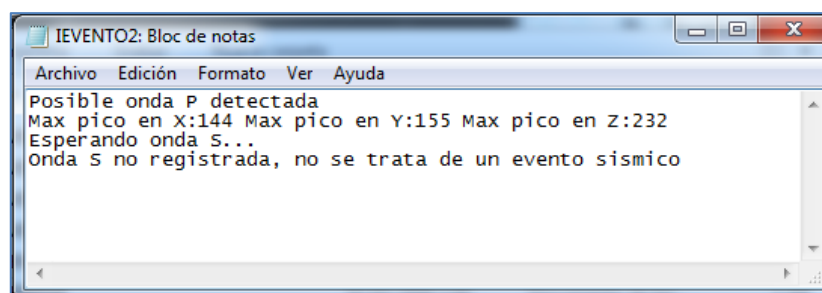 IEVENTO2: Bloc de notas
Archivo Edición Formato Ver Ayuda
Posible onda P detectada
Max pico en X:144 Max pico en Y:155 Max pico en Z:232
Esperando onda S...
Onda S no registrada, no se trata de un evento sismico